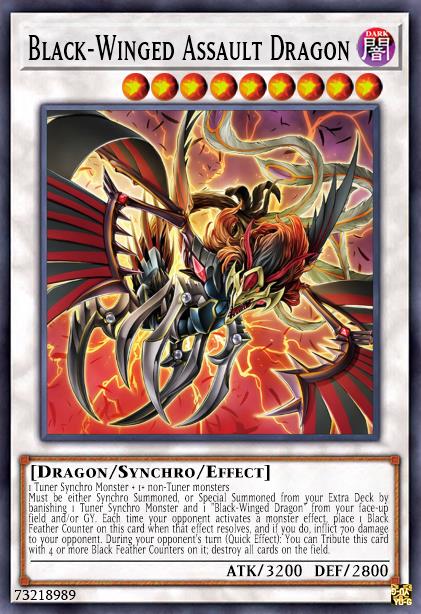 Black-Winged Assault Dragon
DARK
闇
[Dragon/Synchro/Effect]
1 Tuner Synchro Monster + 1+ non-Tuner monsters
Must be either Synchro Summoned, or Special Summoned from your Extra Deck by
banishing 1 Tuner Synchro Monster and 1 "Black-Winged Dragon" from your face-up
field and/or GY. Each time your opponent activates a monster effect, place 1 Black
Feather Counter on this card when that effect resolves, and if you do, inflict 700 damage
to your opponent. During your opponent's turn (Quick Effect): You can Tribute this card
with 4 or more Black Feather Counters on it; destroy all cards on the field.
ATK/3200 DEF/2800
73218989